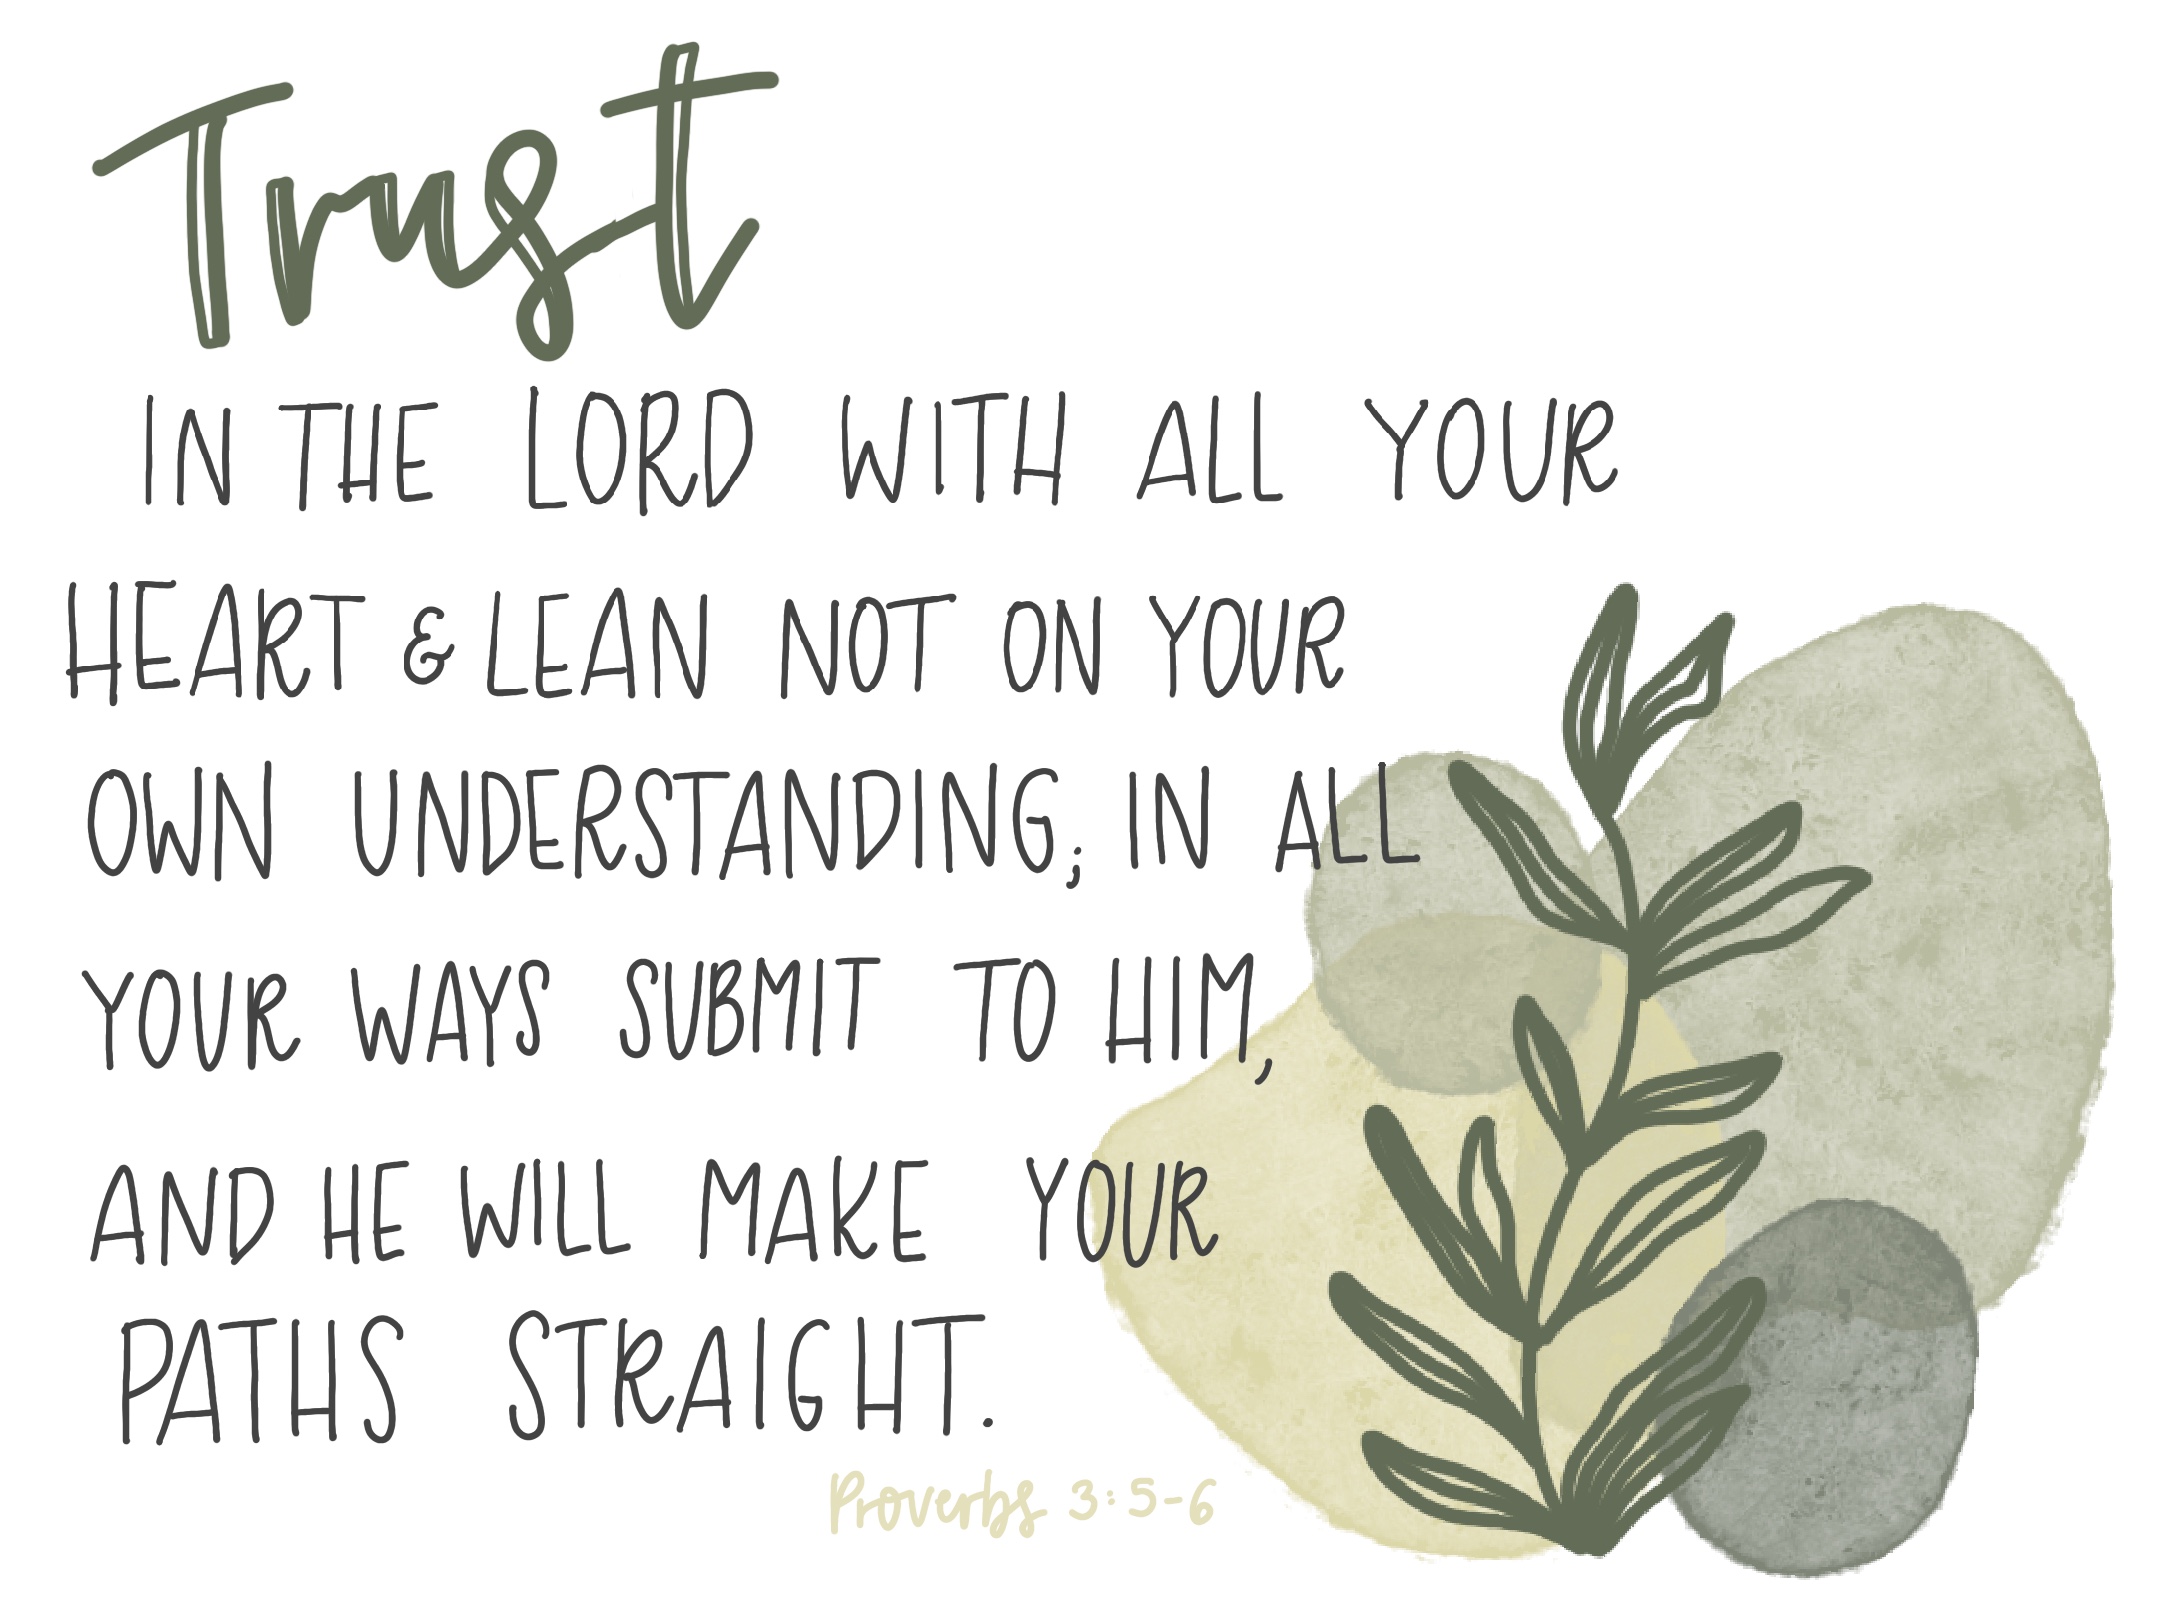 Trust
IN THE LORD WITH ALL YOUR
HEART & LEAN NOT ON YOUR
OWN UNDERSTANDING; IN ALL
YOUR WAYS SUBMIT TO HIM,
AND HE WILL MAKE YOUR
PATHS STRAIGHT.
Proverbs 3:5-6